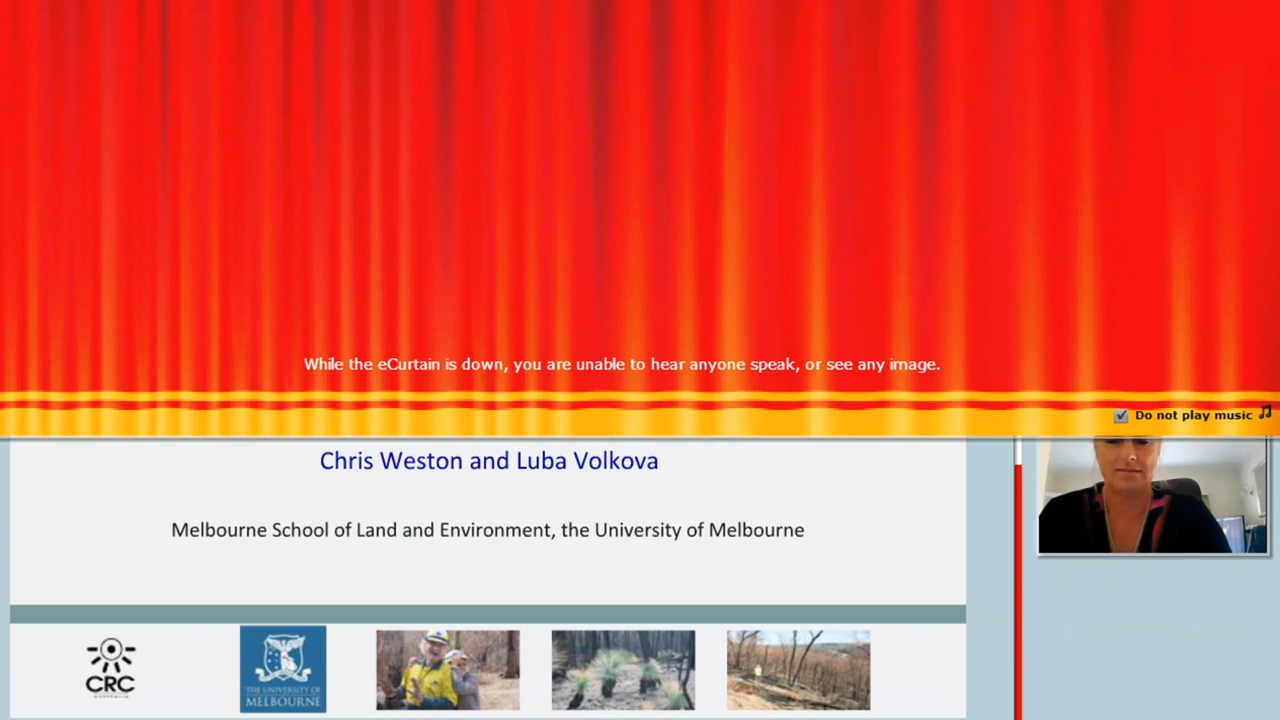 While the eCurtain is down, you are unable to hear anyone speak, or see any image.
Do not play music
Chris Weston and Luba Volkova
Melbourne School of Land and Environment, the University of Melbourne
CRC
AUSTRALIA
THE UNIVERSITY OF
MELBOURNE